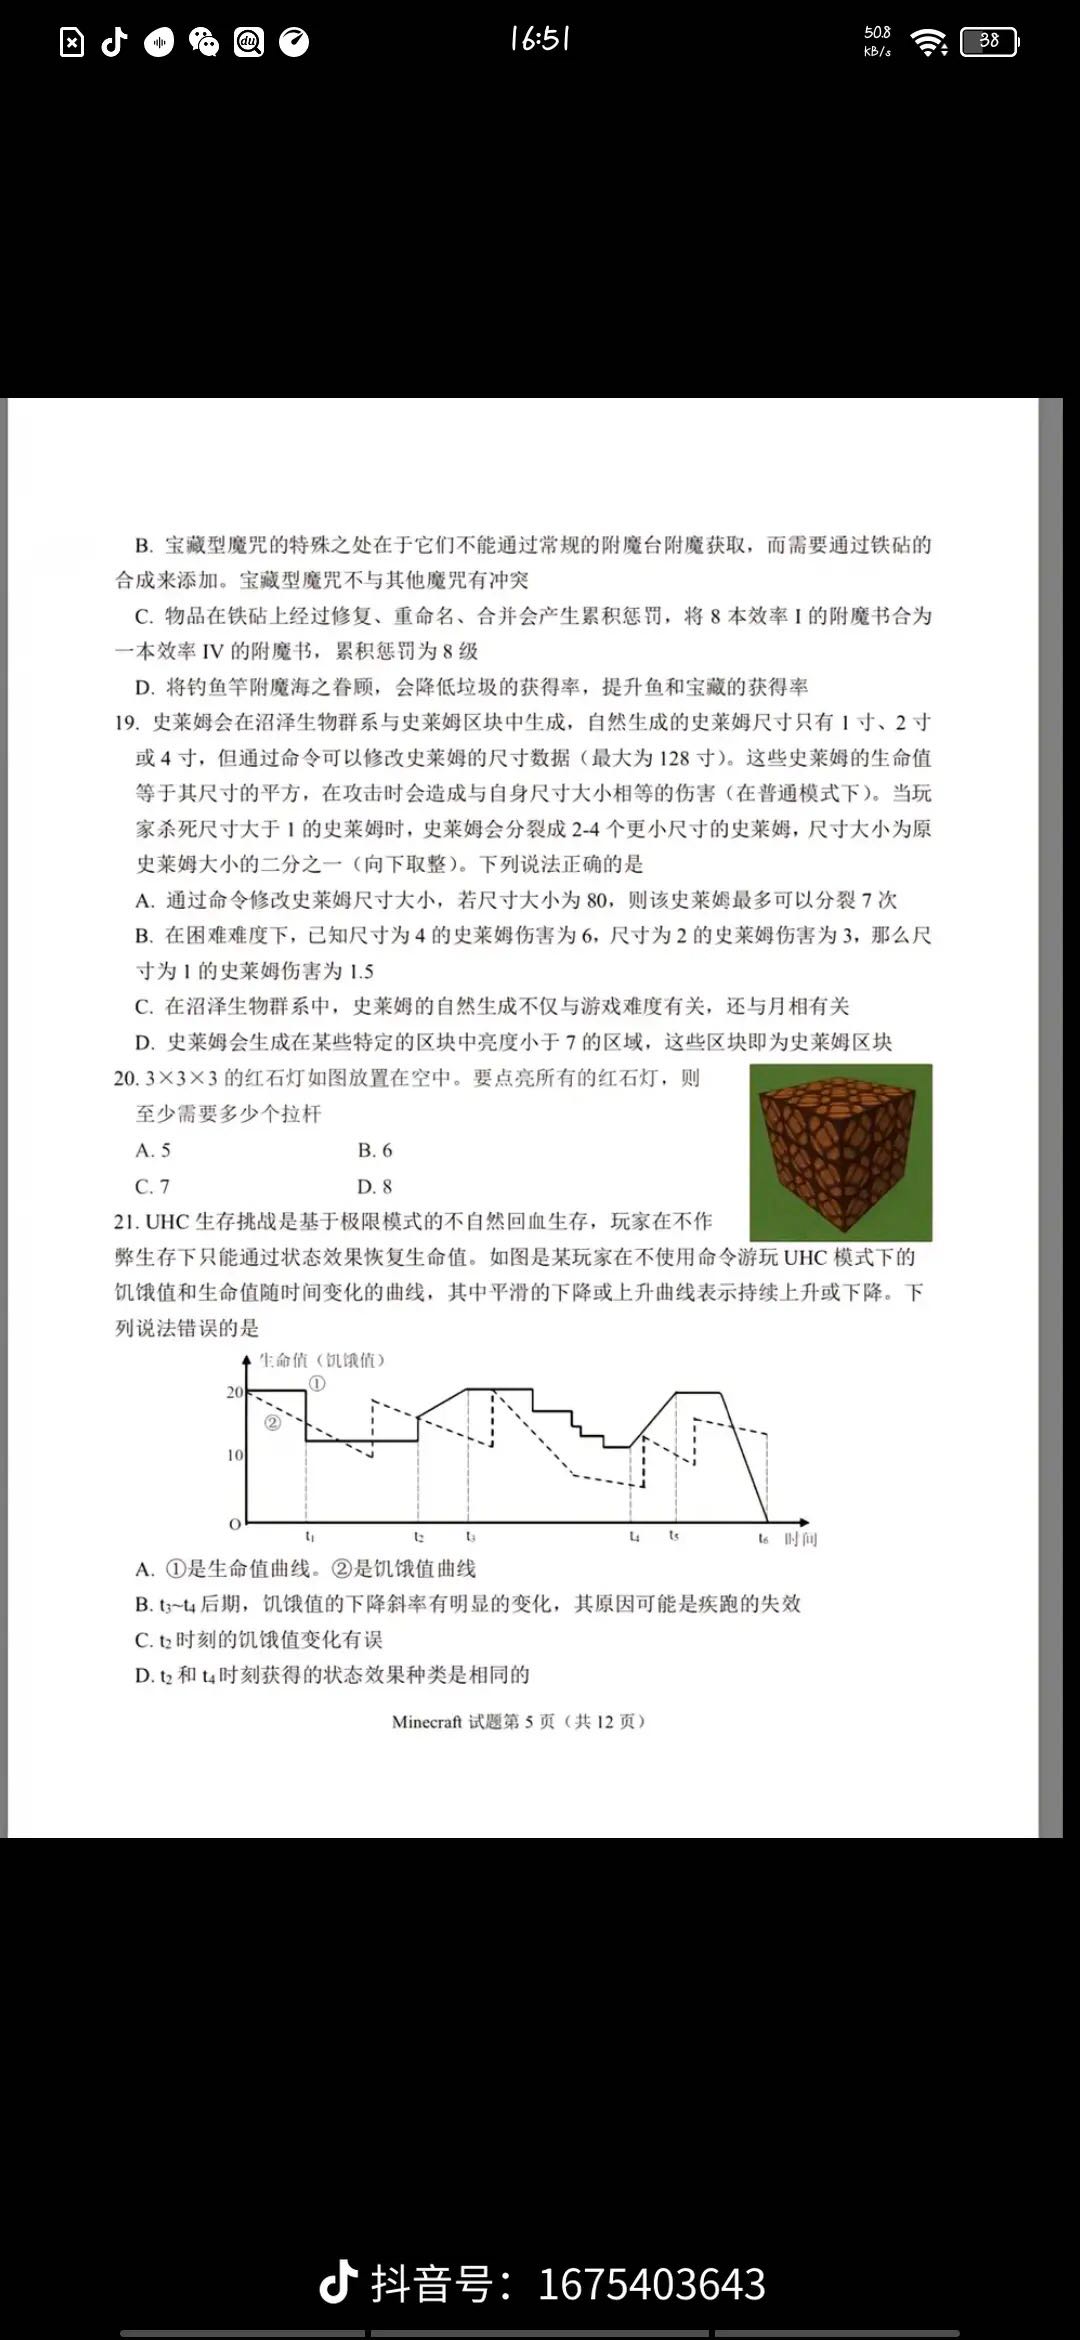 16:51
50.8
KB/s
38
B. 宝藏型魔咒的特殊之处在于它们不能通过常规的附魔台附魔获取，而需要通过铁砧的
合成来添加。宝藏型魔咒不与其他魔咒有冲突
C. 物品在铁砧上经过修复、重命名、合并会产生累积惩罚，将 8 本效率 I 的附魔书合为
一本效率 IV 的附魔书，累积惩罚为 8 级
D. 将钓鱼竿附魔海之眷顾，会降低垃圾的获得率，提升鱼和宝藏的获得率
19. 史莱姆会在沼泽生物群系与史莱姆区块中生成，自然生成的史莱姆尺寸只有 1 寸、2 寸
或 4 寸，但通过命令可以修改史莱姆的尺寸数据（最大为 128 寸）。这些史莱姆的生命值
等于其尺寸的平方，在攻击时会造成与自身尺寸大小相等的伤害（在普通模式下）。当玩
家杀死尺寸大于 1 的史莱姆时，史莱姆会分裂成 2-4 个更小尺寸的史莱姆，尺寸大小为原
史莱姆大小的二分之一（向下取整）。下列说法正确的是
A. 通过命令修改史莱姆尺寸大小，若尺寸大小为 80，则该史莱姆最多可以分裂 7 次
B. 在困难难度下，已知尺寸为 4 的史莱姆伤害为 6，尺寸为 2 的史莱姆伤害为 3，那么尺
寸为 1 的史莱姆伤害为 1.5
C. 在沼泽生物群系中，史莱姆的自然生成不仅与游戏难度有关，还与月相有关
D. 史莱姆会生成在某些特定的区块中亮度小于 7 的区域，这些区块即为史莱姆区块
20. 3×3×3 的红石灯如图放置在空中。要点亮所有的红石灯，则
至少需要多少个拉杆
A. 5 B. 6
C. 7 D. 8
21. UHC 生存挑战是基于极限模式的不自然回血生存，玩家在不作
弊生存下只能通过状态效果恢复生命值。如图是某玩家在不使用命令游玩 UHC 模式下的
饥饿值和生命值随时间变化的曲线，其中平滑的下降或上升曲线表示持续上升或下降。下
列说法错误的是
生命值（饥饿值）
20
①
②
10
O
t₁ t₂ t₃ t₄ t₅ t₆ 时间
A. ①是生命值曲线。②是饥饿值曲线
B. t₃~t₄ 后期，饥饿值的下降斜率有明显的变化，其原因可能是疾跑的失效
C. t₂ 时刻的饥饿值变化有误
D. t₂ 和 t₄ 时刻获得的状态效果种类是相同的
Minecraft 试题第 5 页（共 12 页）
抖音号：1675403643